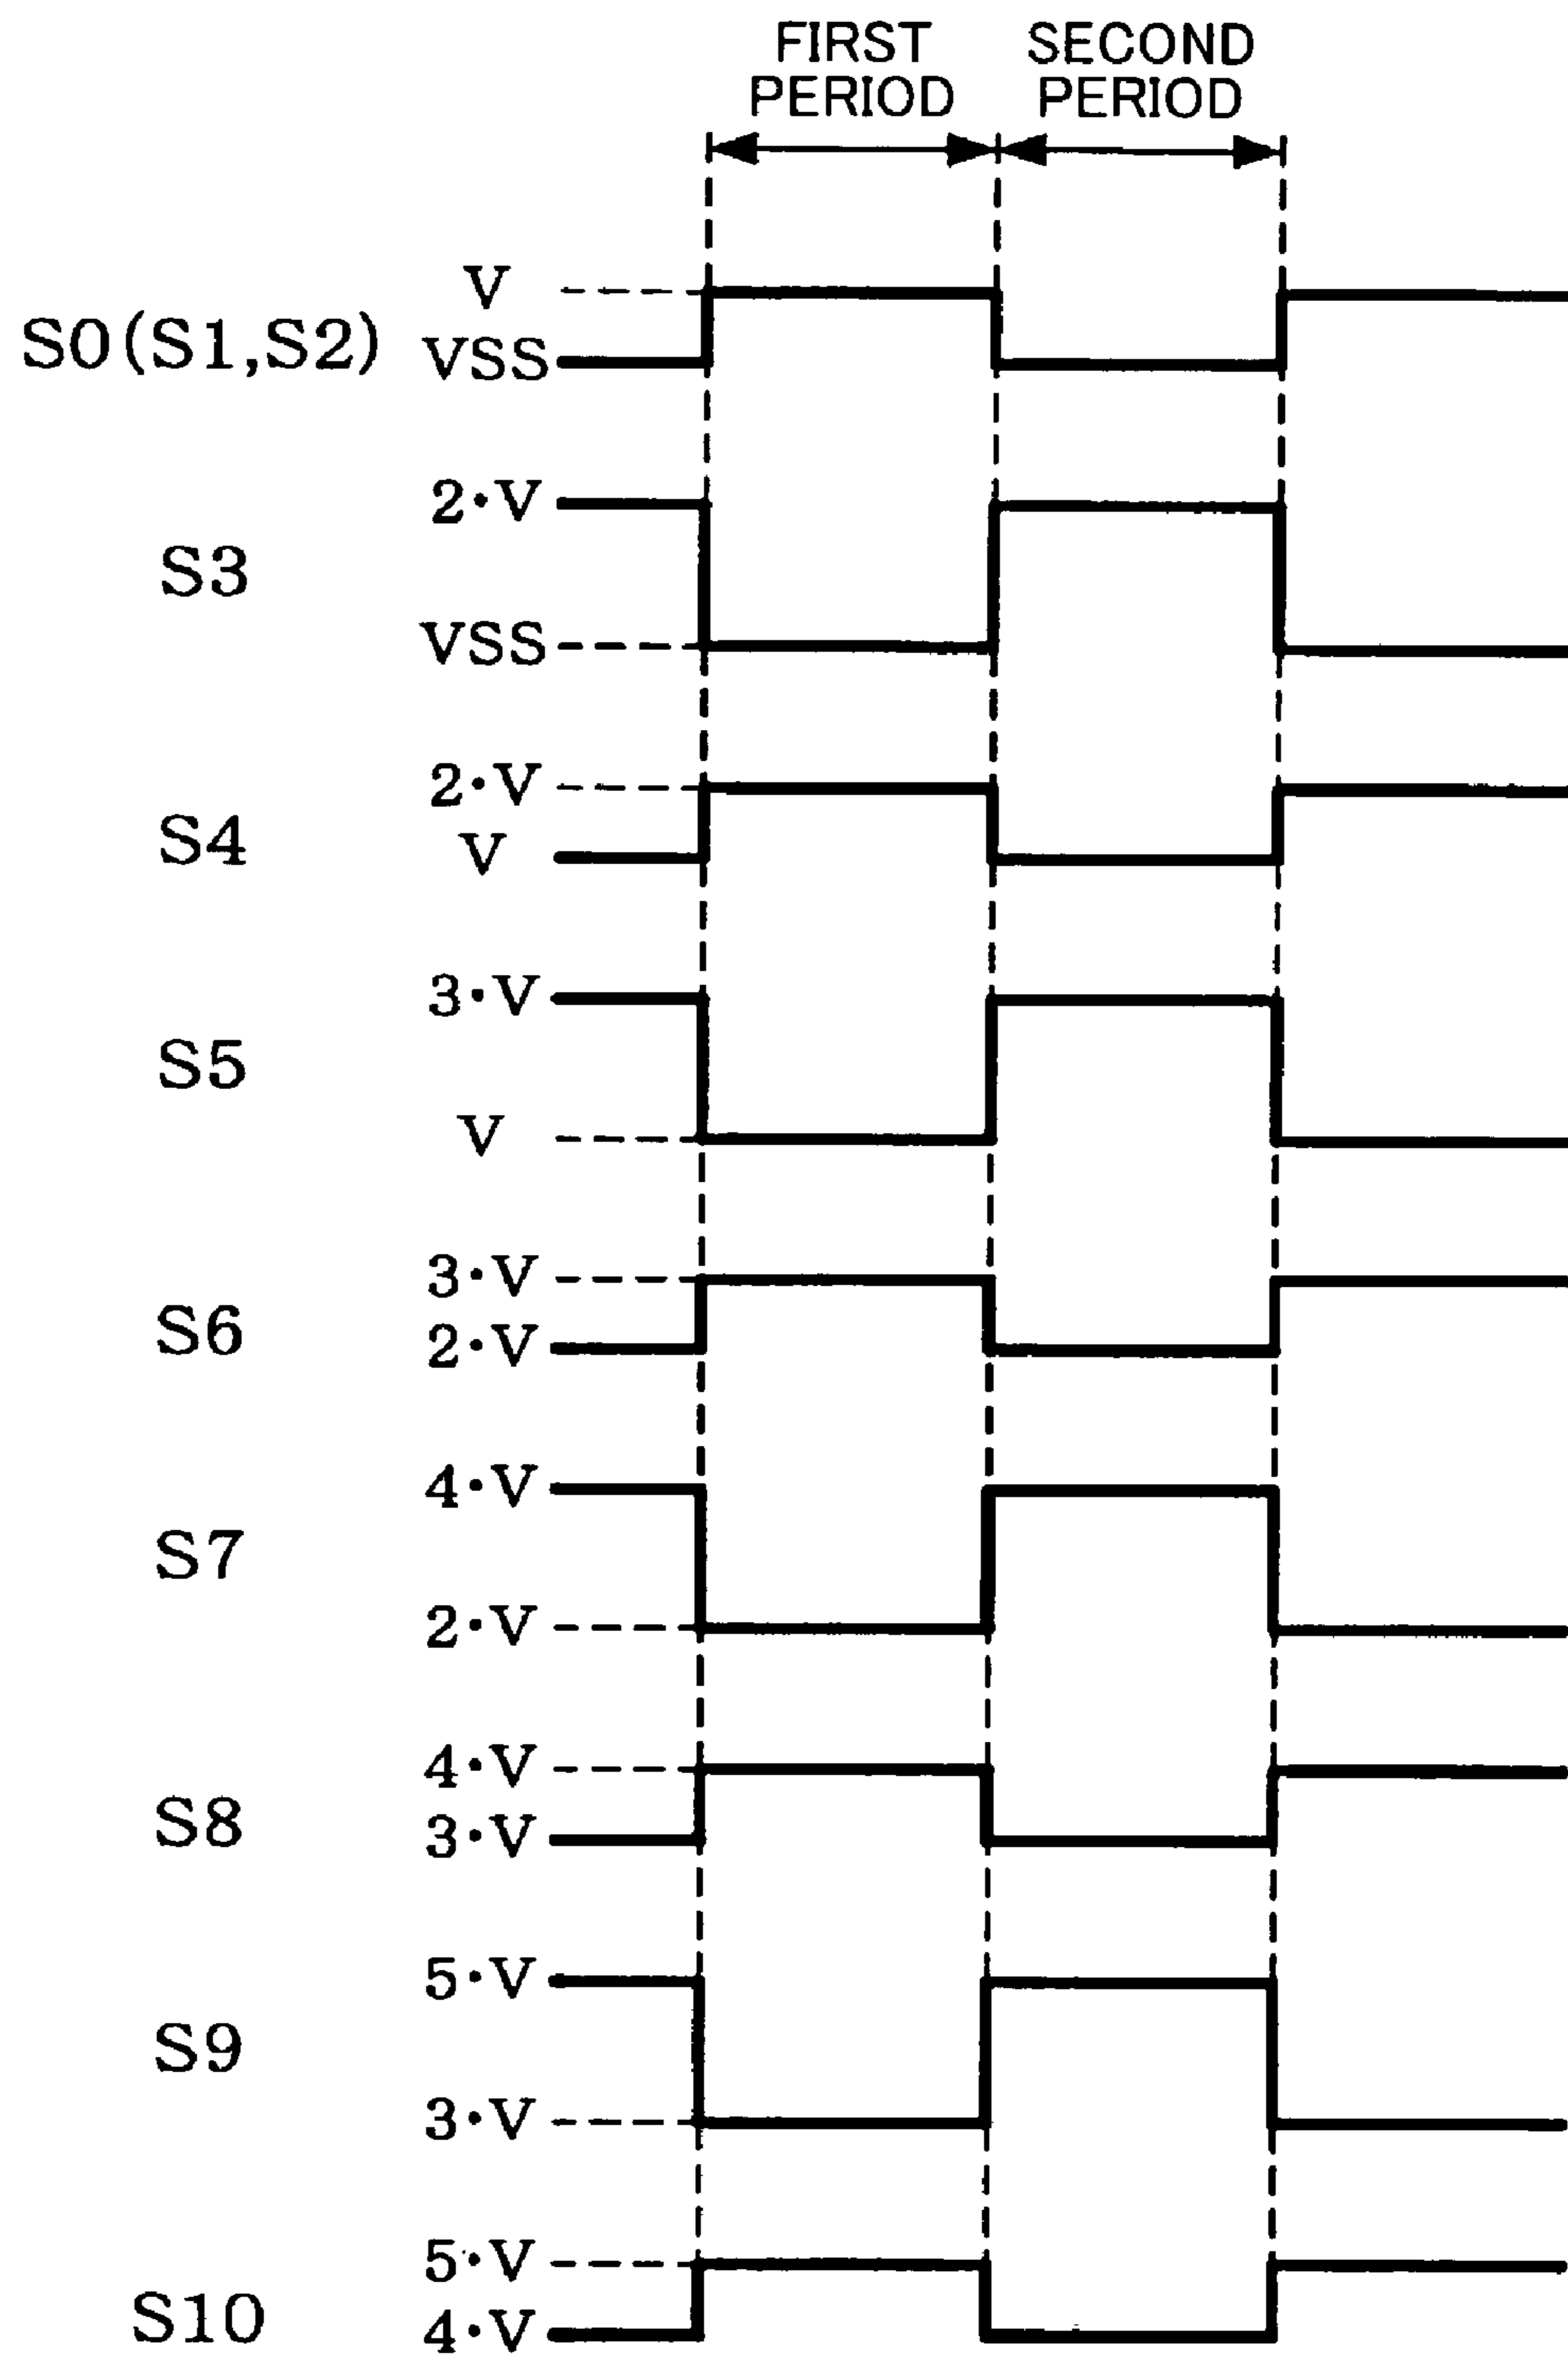 FIRST PERIOD
SECOND PERIOD
S0(S1,S2)
V
VSS
S3
2·V
VSS
S4
2·V
V
S5
3·V
V
S6
3·V
2·V
S7
4·V
2·V
S8
4·V
3·V
S9
5·V
3·V
S10
5·V
4·V